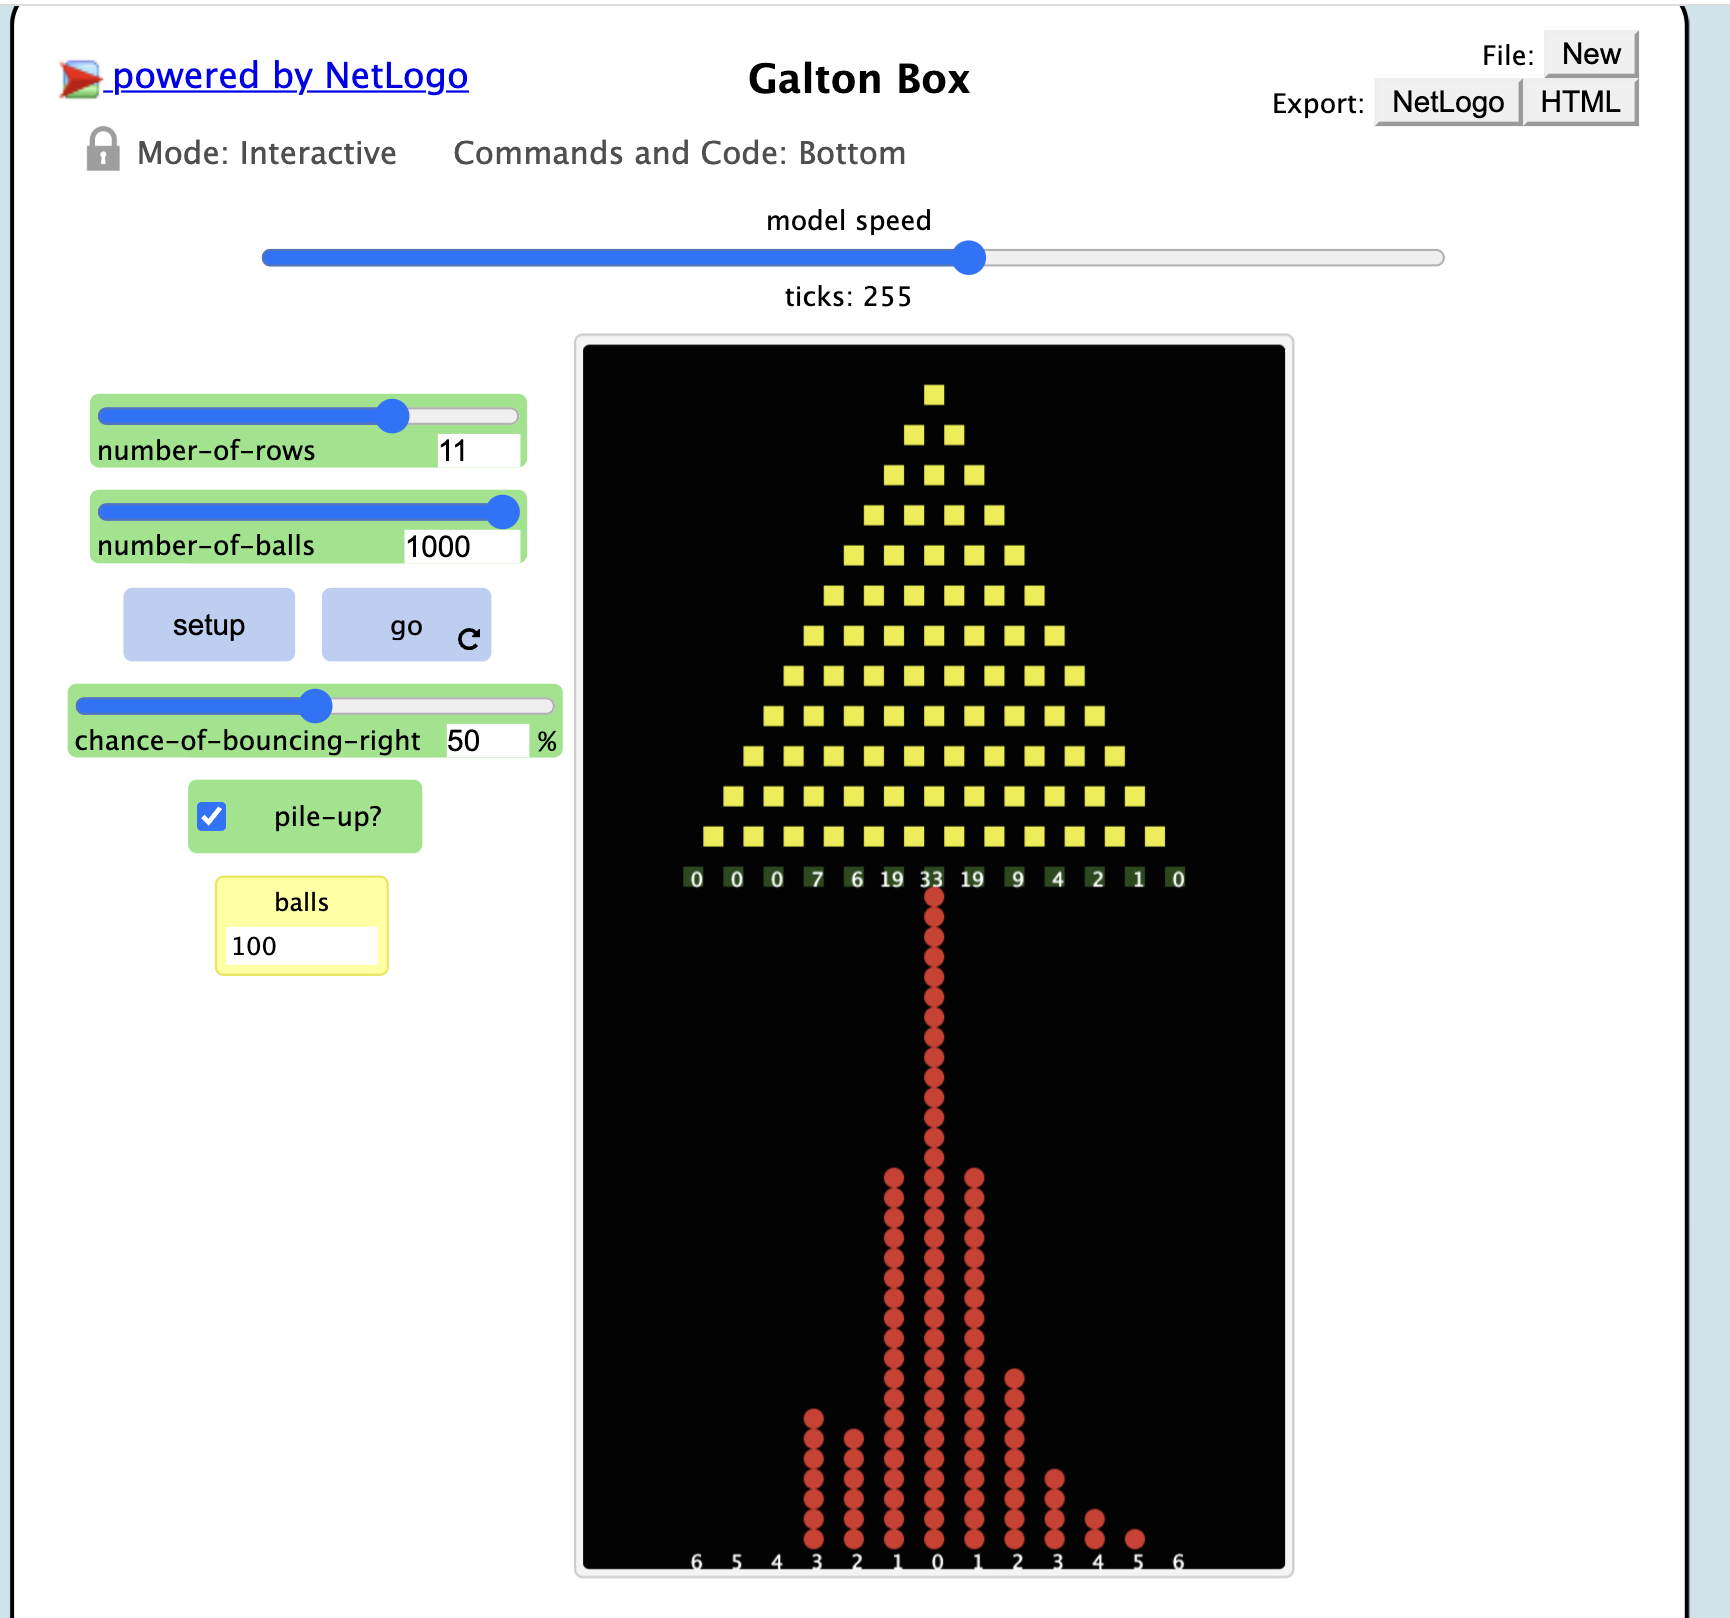 powered by NetLogo
Galton Box
File: New
Export: NetLogo HTML
Mode: Interactive Commands and Code: Bottom
model speed
ticks: 255
number-of-rows 11
number-of-balls 1000
setup go
chance-of-bouncing-right 50 %
pile-up?
balls
100
0 0 0 7 6 19 33 19 9 4 2 1 0
6 5 4 3 2 1 0 1 2 3 4 5 6